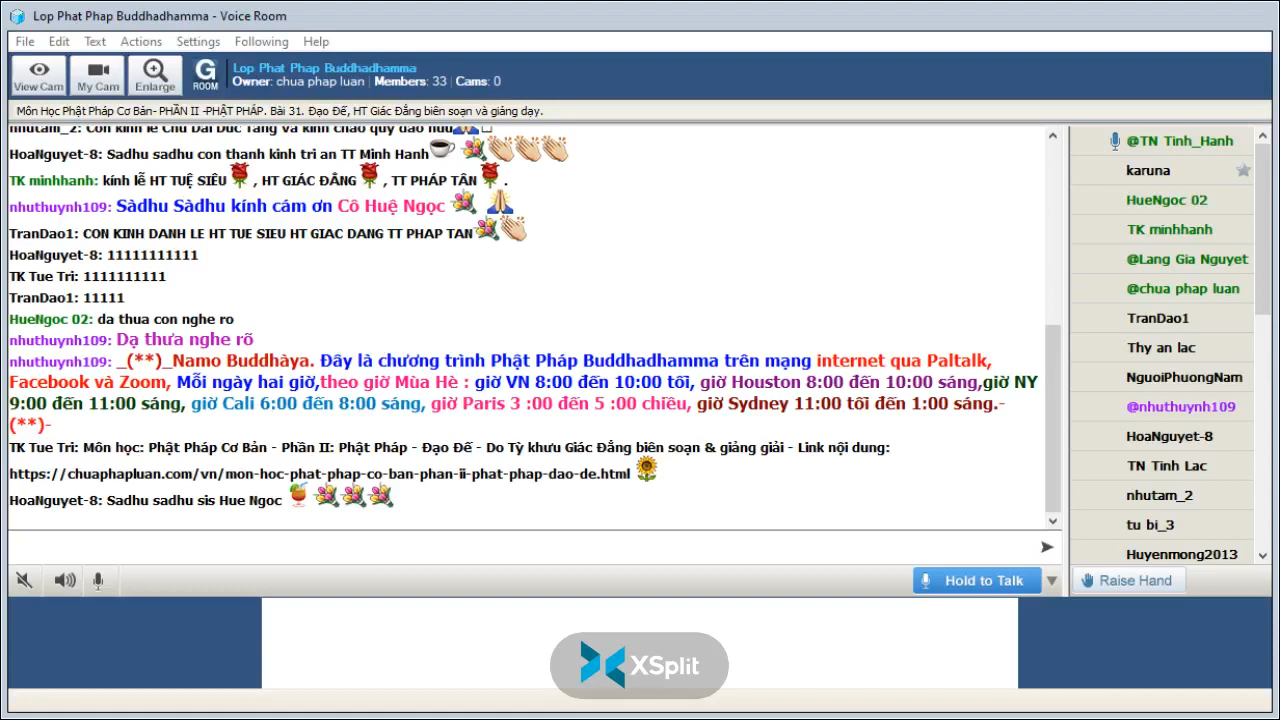 Lop Phat Phap Buddhadhamma - Voice Room
File Edit Text Actions Settings Following Help
View Cam My Cam Enlarge G ROOM
Lop Phat Phap Buddhadhamma
Owner: chua phap luan Members: 33 Cams: 0
Môn Học Phật Pháp Cơ Bản- PHẦN II -PHẬT PHÁP. Bài 31. Đạo Đế, HT Giác Đẳng biên soạn và giảng dạy.
nhutam_2: Con kinh le Chu Dai Duc Tang va kinh chao quy dao huu
HoaNguyet-8: Sadhu sadhu con thanh kinh tri an TT Minh Hanh
TK minhhanh: kính lễ HT TUỆ SIÊU , HT GIÁC ĐẲNG , TT PHÁP TÂN .
nhuthuynh109: Sàdhu Sàdhu kính cám ơn Cô Huệ Ngọc
TranDao1: CON KINH DANH LE HT TUE SIEU HT GIAC DANG TT PHAP TAN
HoaNguyet-8: 11111111111
TK Tue Tri: 1111111111
TranDao1: 11111
HueNgoc 02: da thua con nghe ro
nhuthuynh109: Dạ thưa nghe rõ
nhuthuynh109: _(**)_Namo Buddhàya. Đây là chương trình Phật Pháp Buddhadhamma trên mạng internet qua Paltalk,
Facebook và Zoom, Mỗi ngày hai giờ,theo giờ Mùa Hè : giờ VN 8:00 đến 10:00 tối, giờ Houston 8:00 đến 10:00 sáng,giờ NY
9:00 đến 11:00 sáng, giờ Cali 6:00 đến 8:00 sáng, giờ Paris 3 :00 đến 5 :00 chiều, giờ Sydney 11:00 tối đến 1:00 sáng.-
(**)-
TK Tue Tri: Môn học: Phật Pháp Cơ Bản - Phần II: Phật Pháp - Đạo Đế - Do Tỳ khưu Giác Đẳng biên soạn & giảng giải - Link nội dung:
https://chuaphapluan.com/vn/mon-hoc-phat-phap-co-ban-phan-ii-phat-phap-dao-de.html
HoaNguyet-8: Sadhu sadhu sis Hue Ngoc
@TN Tinh_Hanh
karuna
HueNgoc 02
TK minhhanh
@Lang Gia Nguyet
@chua phap luan
TranDao1
Thy an lac
NguoiPhuongNam
@nhuthuynh109
HoaNguyet-8
TN Tinh Lac
nhutam_2
tu bi_3
Huyenmong2013
Hold to Talk
Raise Hand
XSplit